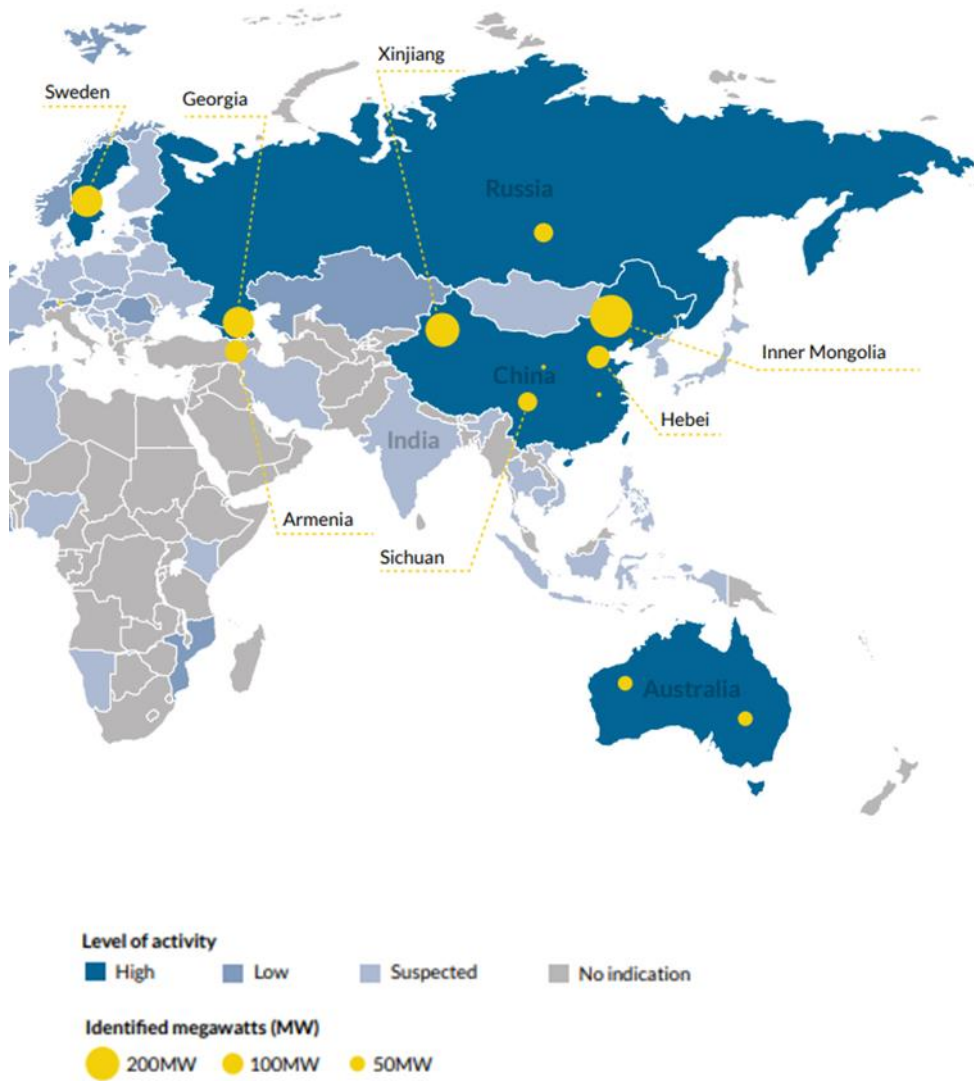 Xinjiang
Sweden
Georgia
Russia
Inner Mongolia
China
Hebei
India
Armenia
Sichuan
Australia
Level of activity
High Low Suspected No indication
Identified megawatts (MW)
200MW 100MW 50MW